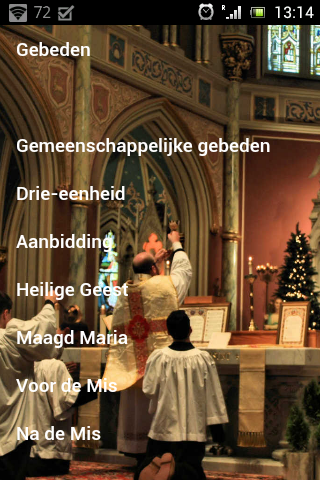 72 13:14
Gebeden
Gemeenschappelijke gebeden
Drie-eenheid
Aanbidding
Heilige Geest
Maagd Maria
Voor de Mis
Na de Mis